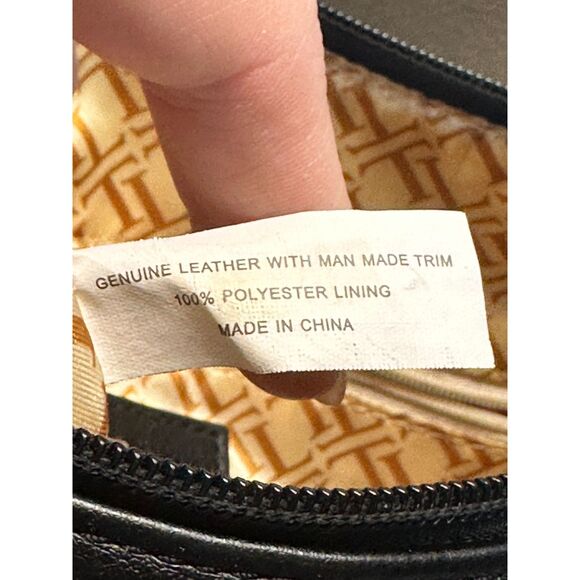 GENUINE LEATHER WITH MAN MADE TRIM
100% POLYESTER LINING
MADE IN CHINA